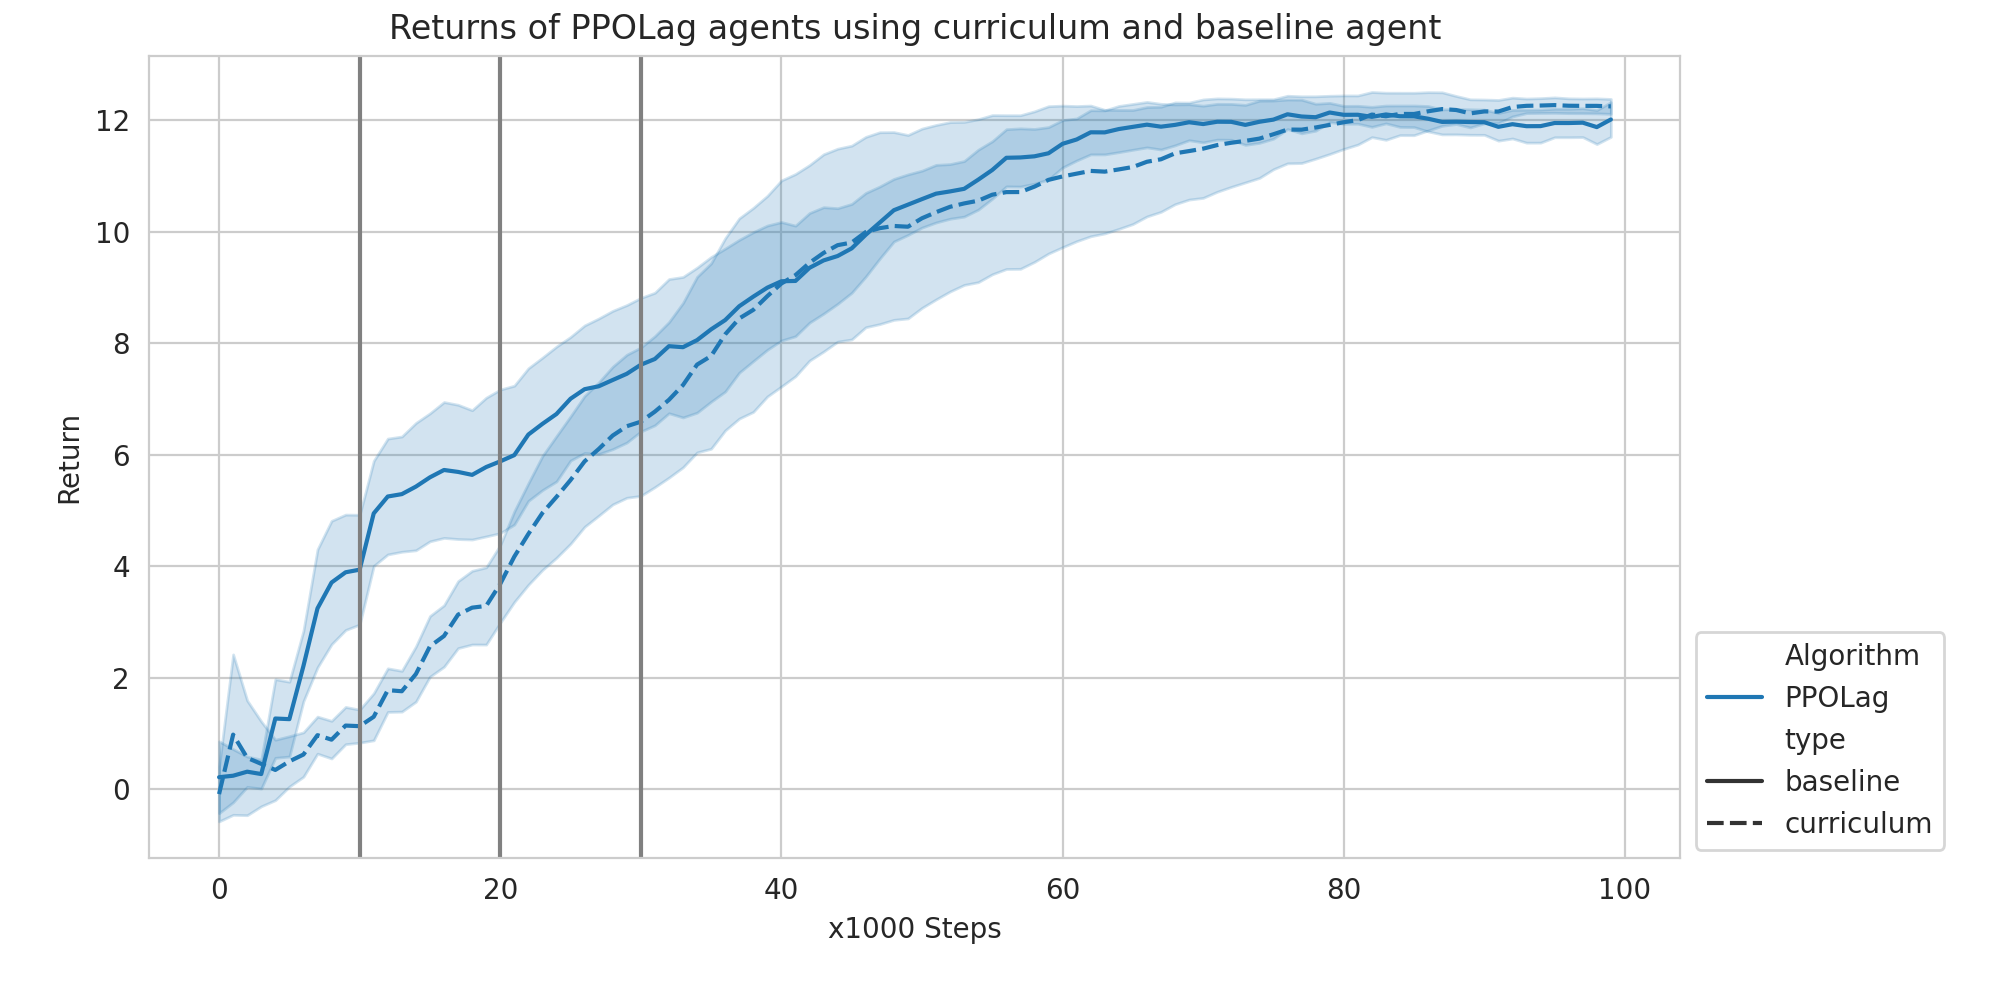 Returns of PPOLag agents using curriculum and baseline agent
12
10
8
6
4
2
0
Return
0 20 40 60 80 100
x1000 Steps
Algorithm
PPOLag
type
baseline
curriculum